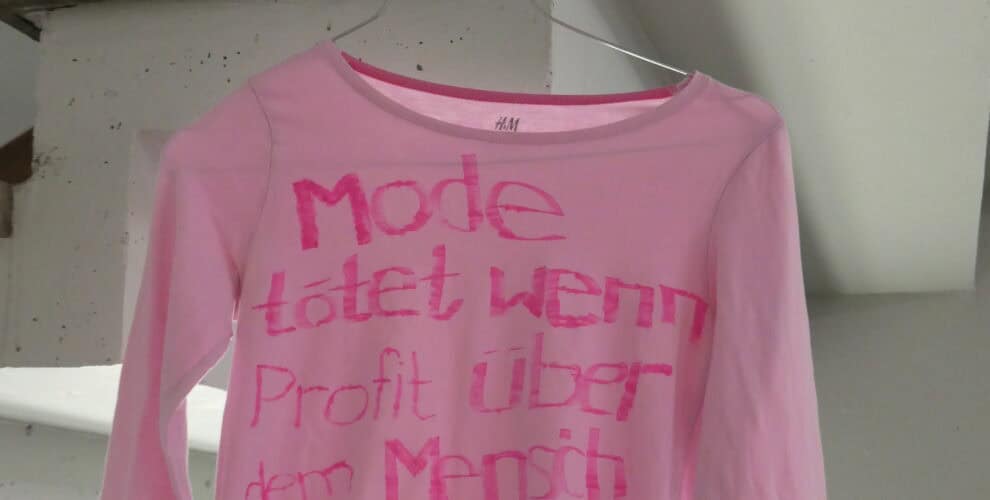 H&M
Mode
tötet wenn
Profit über
dem Mensch